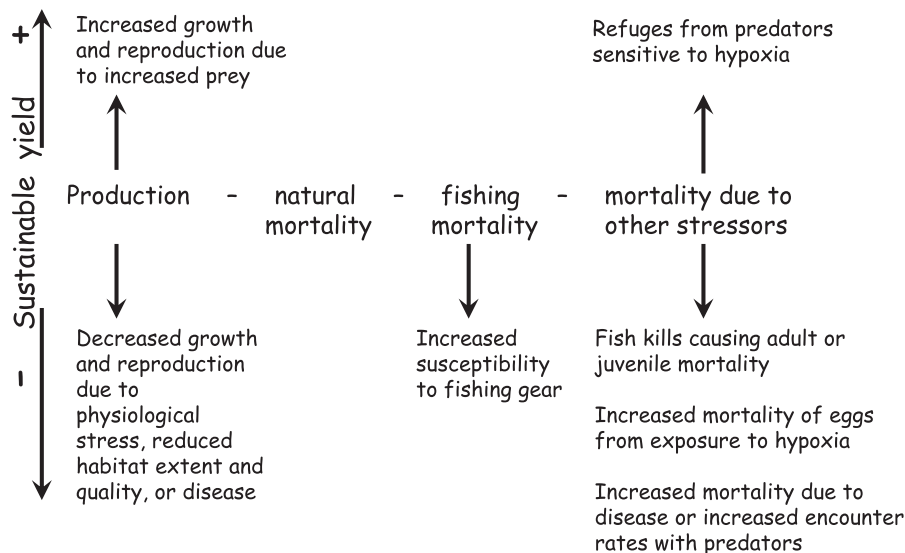 +
Sustainable yield
–
Increased growth
and reproduction due
to increased prey
Refuges from predators
sensitive to hypoxia
Production – natural – fishing – mortality due to
mortality mortality other stressors
Decreased growth
and reproduction
due to
physiological
stress, reduced
habitat extent and
quality, or disease
Increased
susceptibility
to fishing gear
Fish kills causing adult or
juvenile mortality
Increased mortality of eggs
from exposure to hypoxia
Increased mortality due to
disease or increased encounter
rates with predators